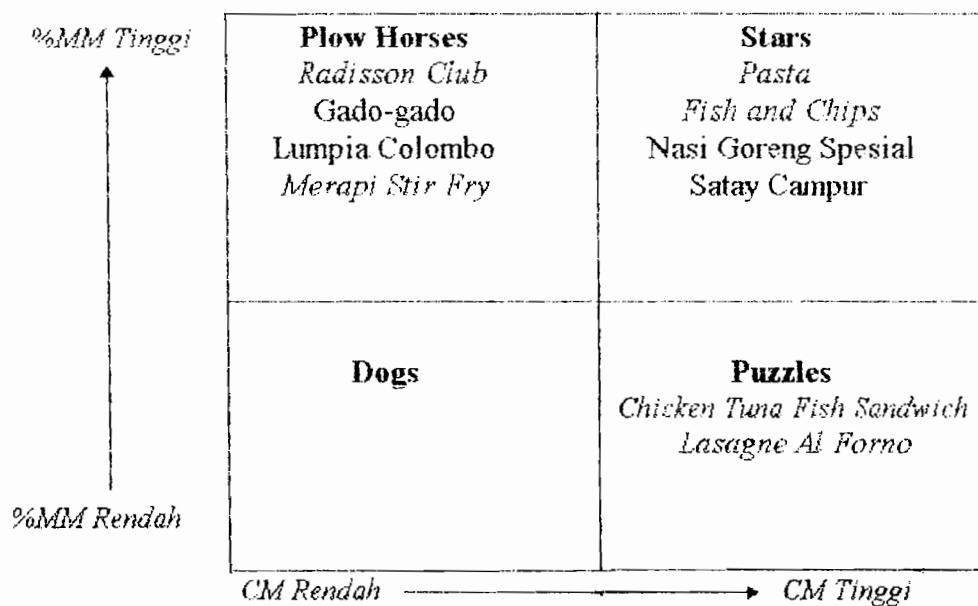 %MM Tinggi
Plow Horses
Radisson Club
Gado-gado
Lumpia Colombo
Merapi Stir Fry
Stars
Pasta
Fish and Chips
Nasi Goreng Spesial
Satay Campur
Dogs
Puzzles
Chicken Tuna Fish Sandwich
Lasagne Al Forno
%MM Rendah
CM Rendah
CM Tinggi